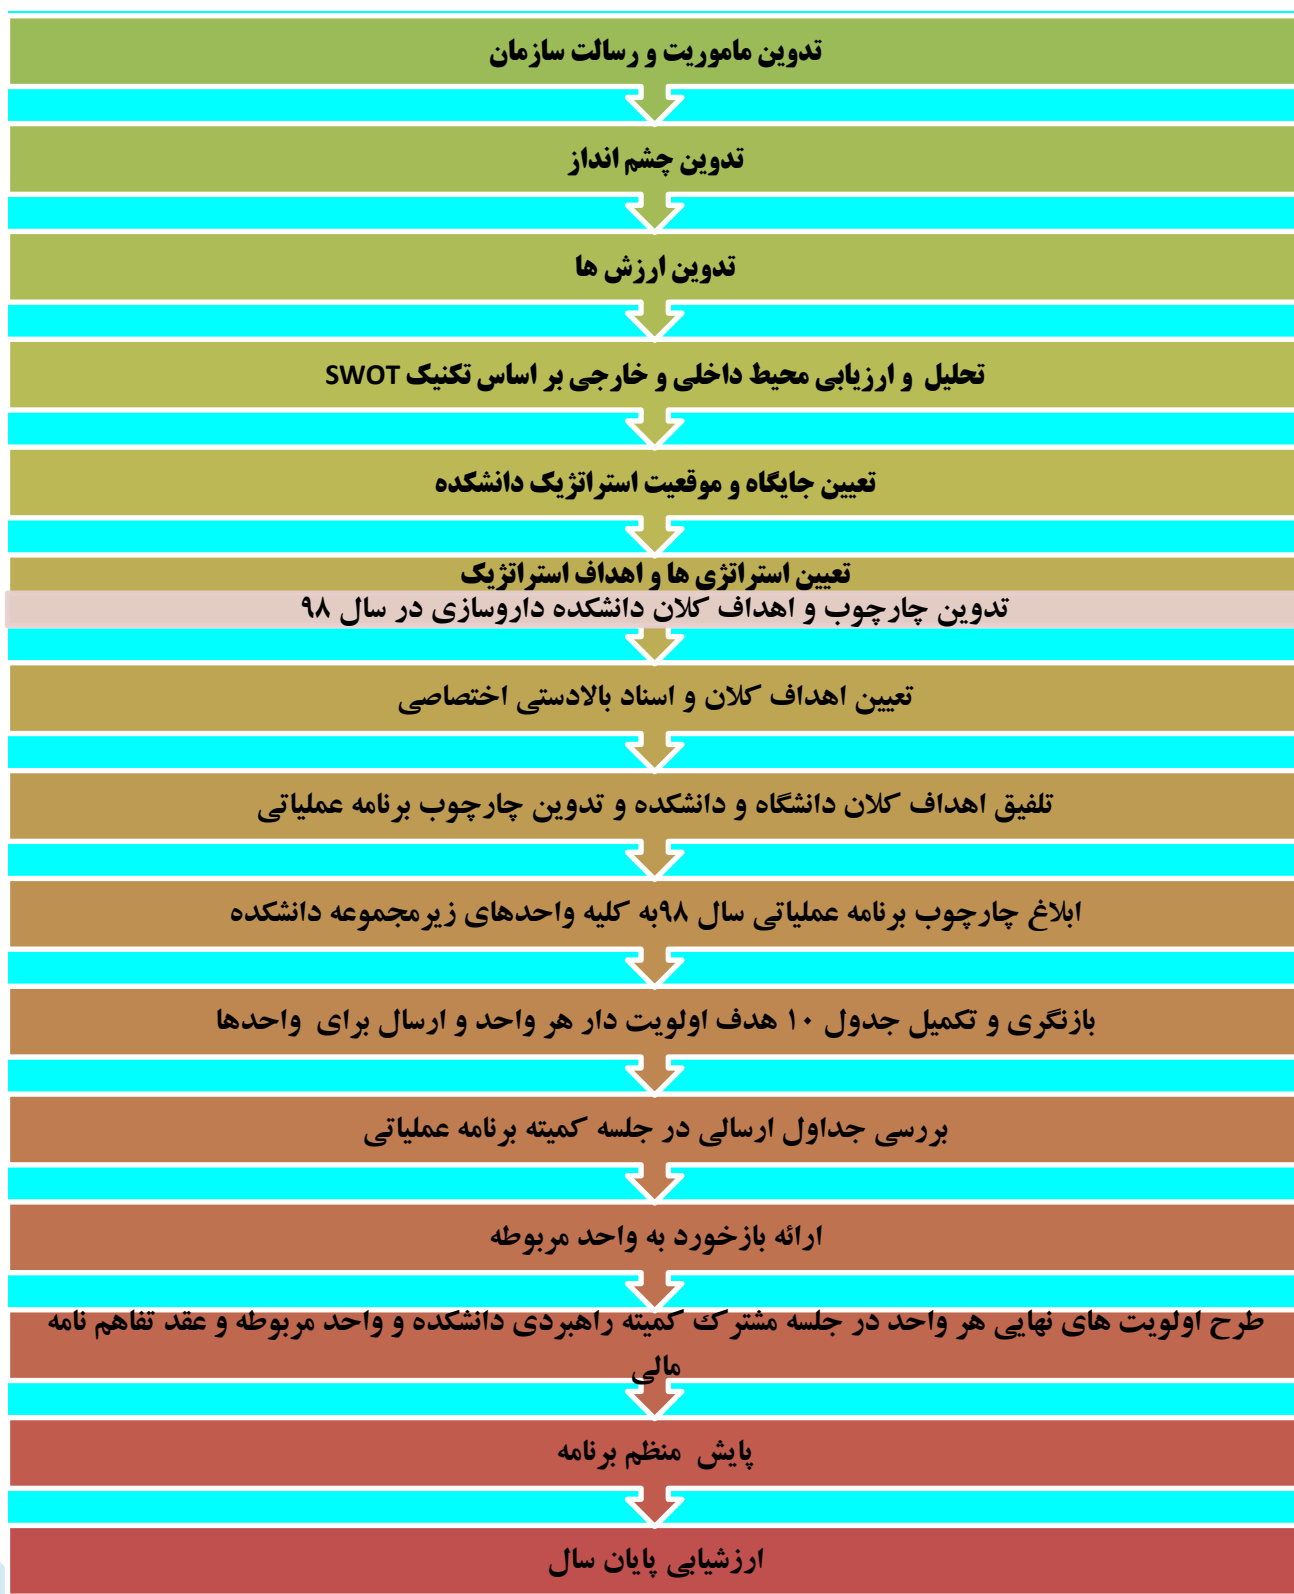 تدوین ماموریت و رسالت سازمان
تدوین چشم انداز
تدوین ارزش ها
تحلیل و ارزیابی محیط داخلی و خارجی بر اساس تکنیک SWOT
تعیین جایگاه و موقعیت استراتژیک دانشکده
تعیین استراتژی ها و اهداف استراتژیک
تدوین چارچوب و اهداف کلان دانشکده داروسازی در سال ۹۸
تعیین اهداف کلان و اسناد بالادستی اختصاصی
تلفیق اهداف کلان دانشگاه و دانشکده و تدوین چارچوب برنامه عملیاتی
ابلاغ چارچوب برنامه عملیاتی سال ۹۸به کلیه واحدهای زیرمجموعه دانشکده
بازنگری و تکمیل جدول ۱۰ هدف اولویت دار هر واحد و ارسال برای واحدها
بررسی جداول ارسالی در جلسه کمیته برنامه عملیاتی
ارائه بازخورد به واحد مربوطه
طرح اولویت های نهایی هر واحد در جلسه مشترک کمیته راهبردی دانشکده و واحد مربوطه و عقد تفاهم نامه
مالی
پایش منظم برنامه
ارزشیابی پایان سال